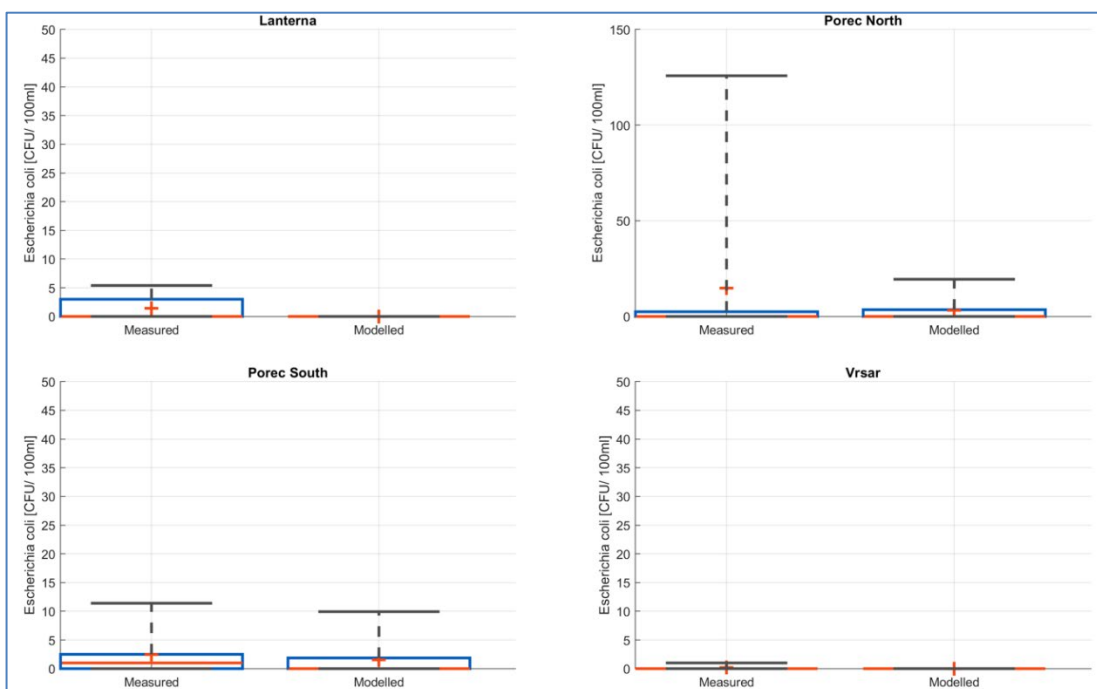 Lanterna
50
45
40
35
30
25
20
15
10
5
0
Escherichia coli [CFU/ 100ml]
Measured
Modelled
Porec North
150
100
50
0
Escherichia coli [CFU/ 100ml]
Measured
Modelled
Porec South
50
45
40
35
30
25
20
15
10
5
0
Escherichia coli [CFU/ 100ml]
Measured
Modelled
Vrsar
50
45
40
35
30
25
20
15
10
5
0
Escherichia coli [CFU/ 100ml]
Measured
Modelled